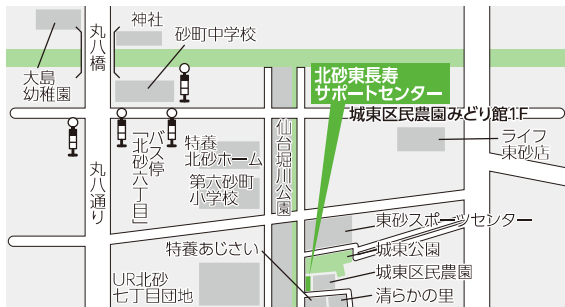 神社
丸八橋
砂町中学校
大島
幼稚園
北砂東長寿
サポートセンター
城東区民農園みどり館1F
バス停
「北砂六丁目」
特養
北砂ホーム
第六砂町
小学校
仙台堀川公園
ライフ
東砂店
丸八通り
東砂スポーツセンター
特養あじさい
城東公園
UR北砂
七丁目団地
城東区民農園
清らかの里